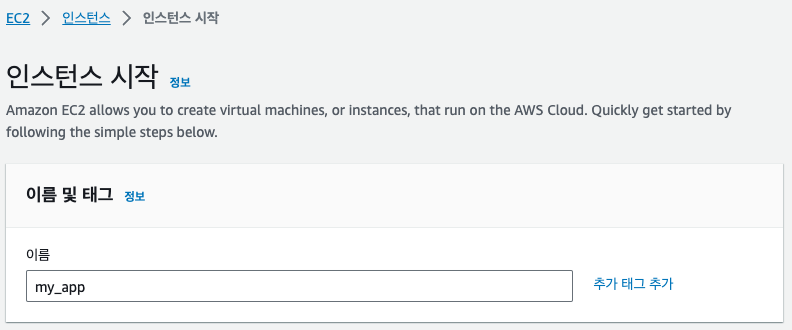 EC2 > 인스턴스 > 인스턴스 시작
인스턴스 시작 정보
Amazon EC2 allows you to create virtual machines, or instances, that run on the AWS Cloud. Quickly get started by
following the simple steps below.
이름 및 태그 정보
이름
my_app 추가 태그 추가